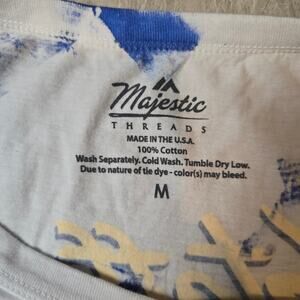 Majestic
THREADS
MADE IN THE U.S.A.
100% Cotton
Wash Separately. Cold Wash. Tumble Dry Low.
Due to nature of tie dye - color(s) may bleed.
M